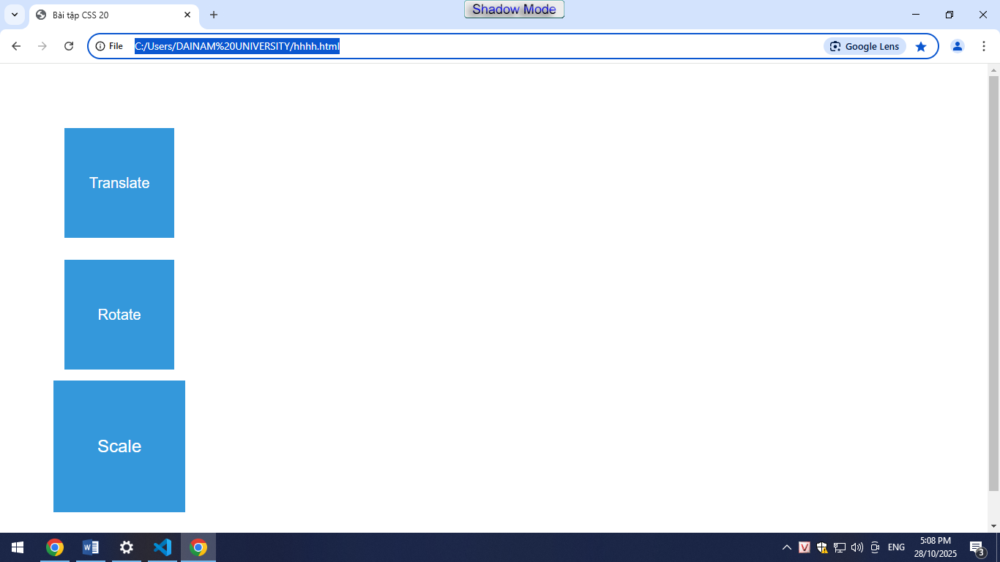 Bài tập CSS 20
Shadow Mode
File
C:/Users/DAINAM%20UNIVERSITY/hhhh.html
Google Lens
Translate
Rotate
Scale
ENG
5:08 PM
28/10/2025
3